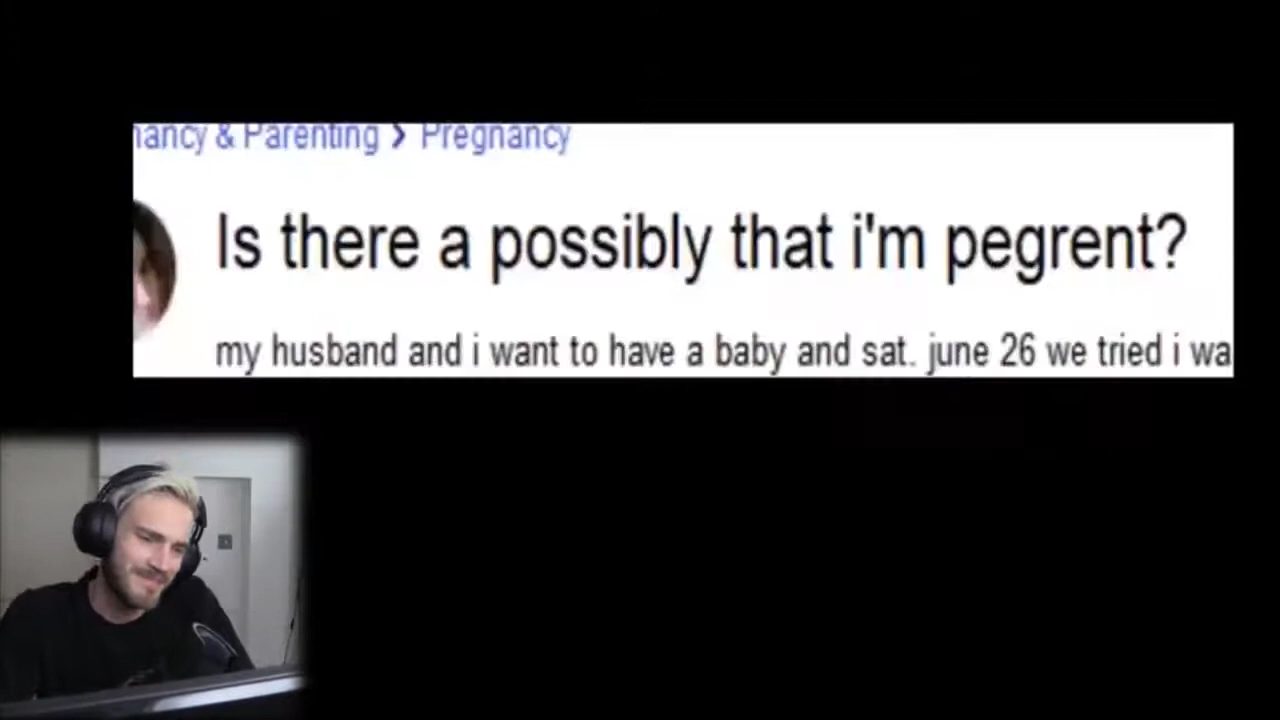 nancy & Parenting > Pregnancy
Is there a possibly that i'm pegrent?
my husband and i want to have a baby and sat. june 26 we tried i wa